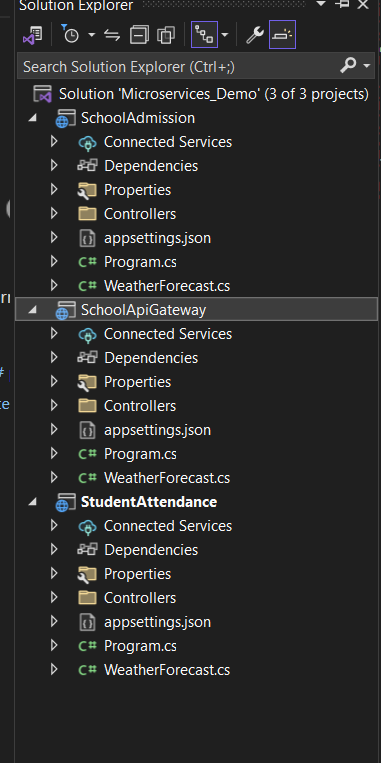 Solution Explorer
Search Solution Explorer (Ctrl+;)
Solution 'Microservices_Demo' (3 of 3 projects)
SchoolAdmission
Connected Services
Dependencies
Properties
Controllers
appsettings.json
C# Program.cs
C# WeatherForecast.cs
SchoolApiGateway
Connected Services
Dependencies
Properties
Controllers
appsettings.json
C# Program.cs
C# WeatherForecast.cs
StudentAttendance
Connected Services
Dependencies
Properties
Controllers
appsettings.json
C# Program.cs
C# WeatherForecast.cs